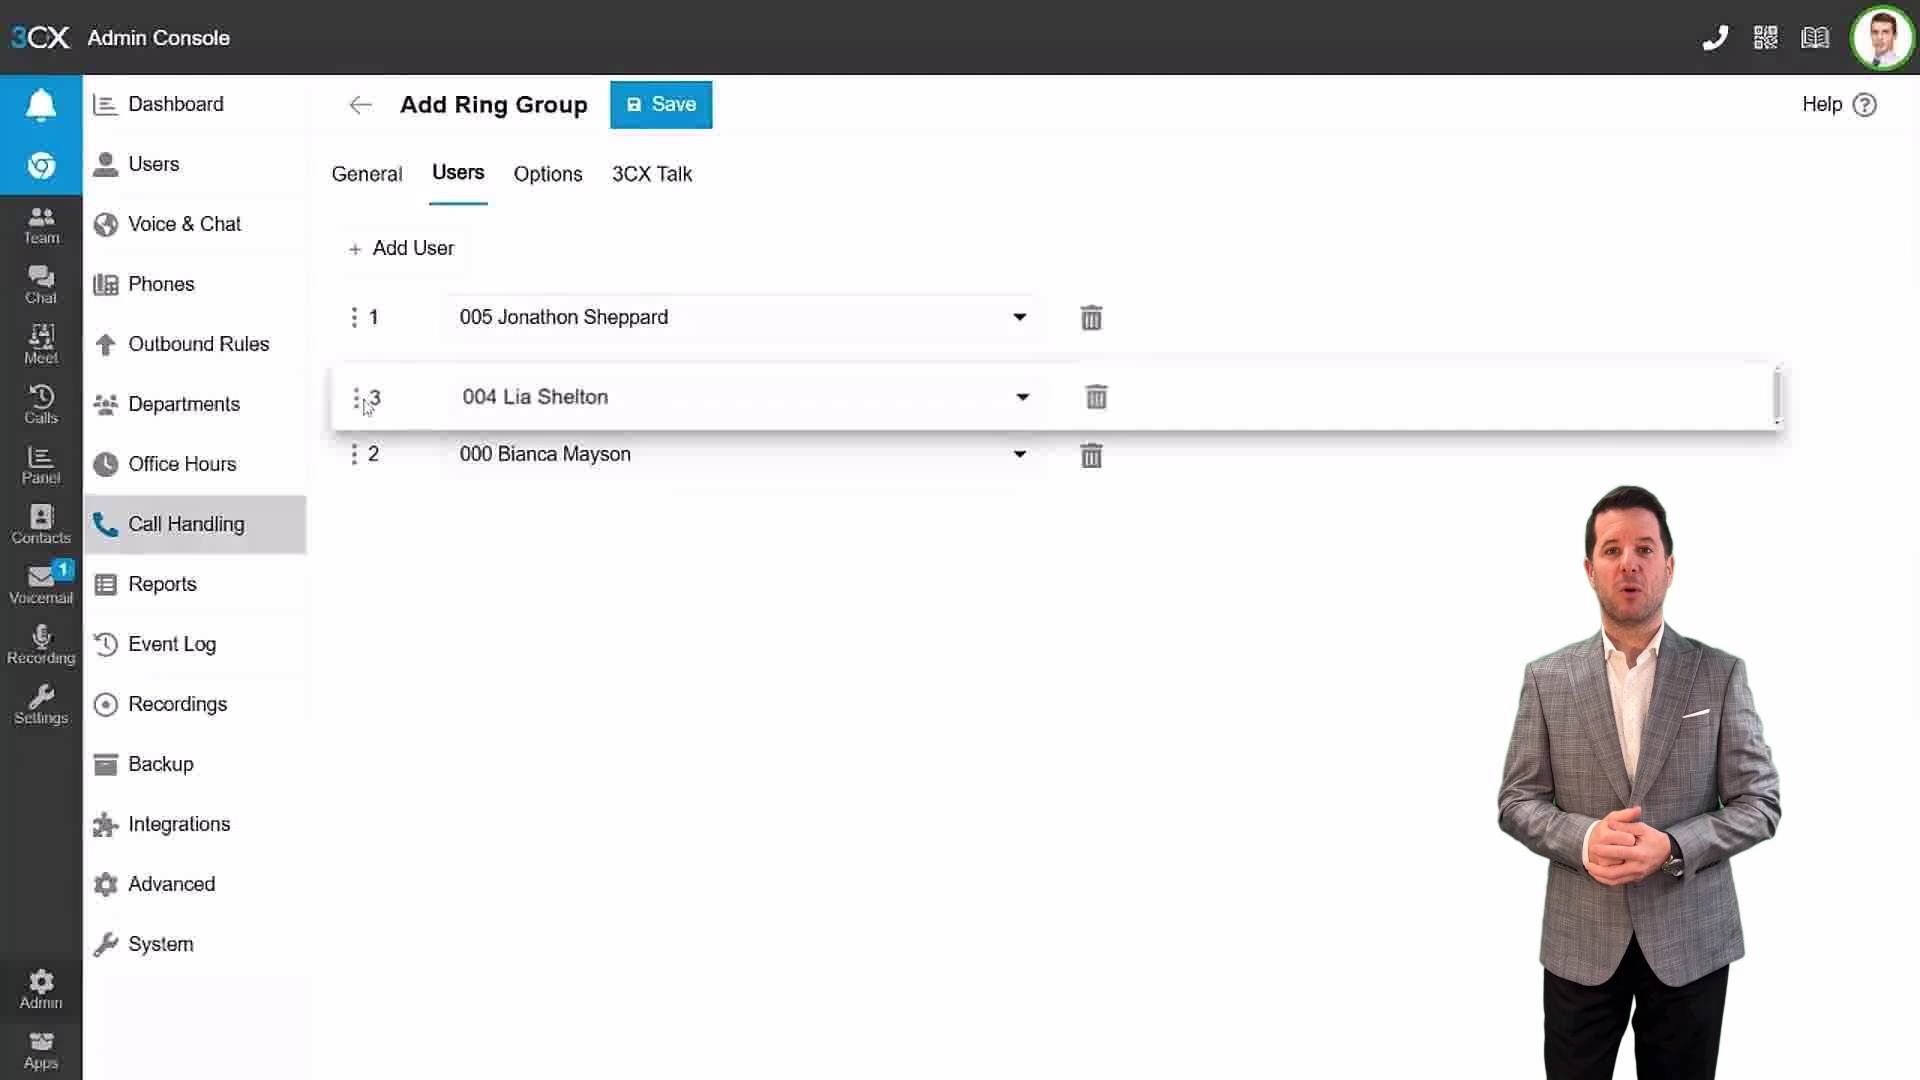 3CX Admin Console
Team
Chat
Meet
Calls
Panel
Contacts
1
Voicemail
Recording
Settings
Admin
Apps
Dashboard
Users
Voice & Chat
Phones
Outbound Rules
Departments
Office Hours
Call Handling
Reports
Event Log
Recordings
Backup
Integrations
Advanced
System
Add Ring Group Save
Help ?
General Users Options 3CX Talk
+ Add User
1 005 Jonathon Sheppard
3 004 Lia Shelton
2 000 Bianca Mayson